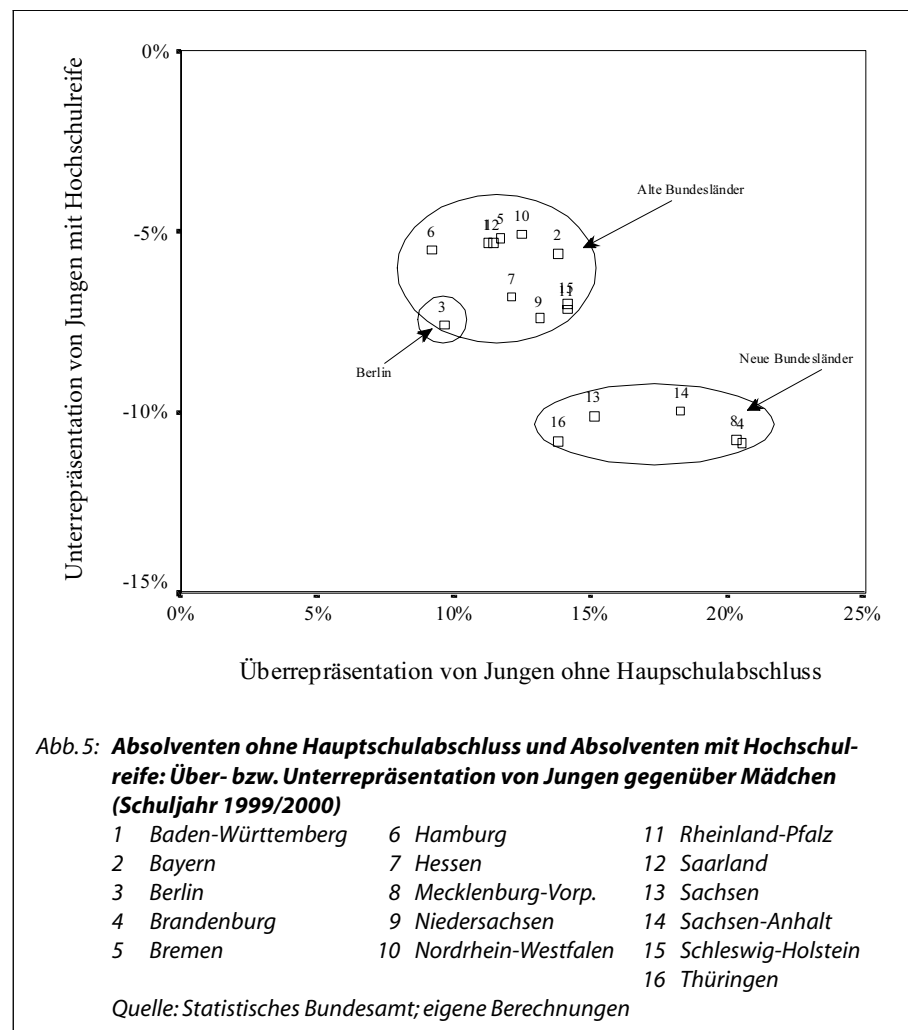 0%
Unterrepräsentation von Jungen mit Hochschulreife
Alte Bundesländer
-5%
6
1
12
5
10
2
7
15
11
9
3
Berlin
Neue Bundesländer
-10%
16
13
14
8
4
-15%
0% 5% 10% 15% 20% 25%
Überrepräsentation von Jungen ohne Haupschulabschluss
Abb. 5: Absolventen ohne Hauptschulabschluss und Absolventen mit Hochschul-
reife: Über- bzw. Unterrepräsentation von Jungen gegenüber Mädchen
(Schuljahr 1999/2000)
1 Baden-Württemberg 6 Hamburg 11 Rheinland-Pfalz
2 Bayern 7 Hessen 12 Saarland
3 Berlin 8 Mecklenburg-Vorp. 13 Sachsen
4 Brandenburg 9 Niedersachsen 14 Sachsen-Anhalt
5 Bremen 10 Nordrhein-Westfalen 15 Schleswig-Holstein
16 Thüringen
Quelle: Statistisches Bundesamt; eigene Berechnungen